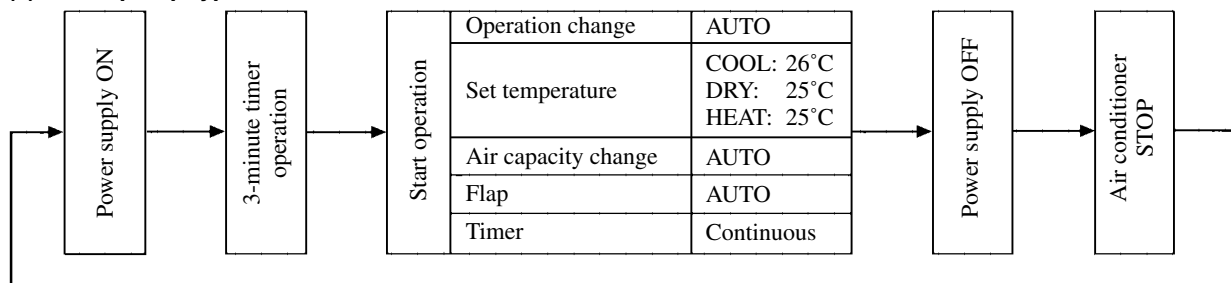 Power supply ON
3-minute timer
operation
Start operation
Operation change AUTO
Set temperature
COOL: 26˚C
DRY: 25˚C
HEAT: 25˚C
Air capacity change AUTO
Flap AUTO
Timer Continuous
Power supply OFF
Air conditioner
STOP